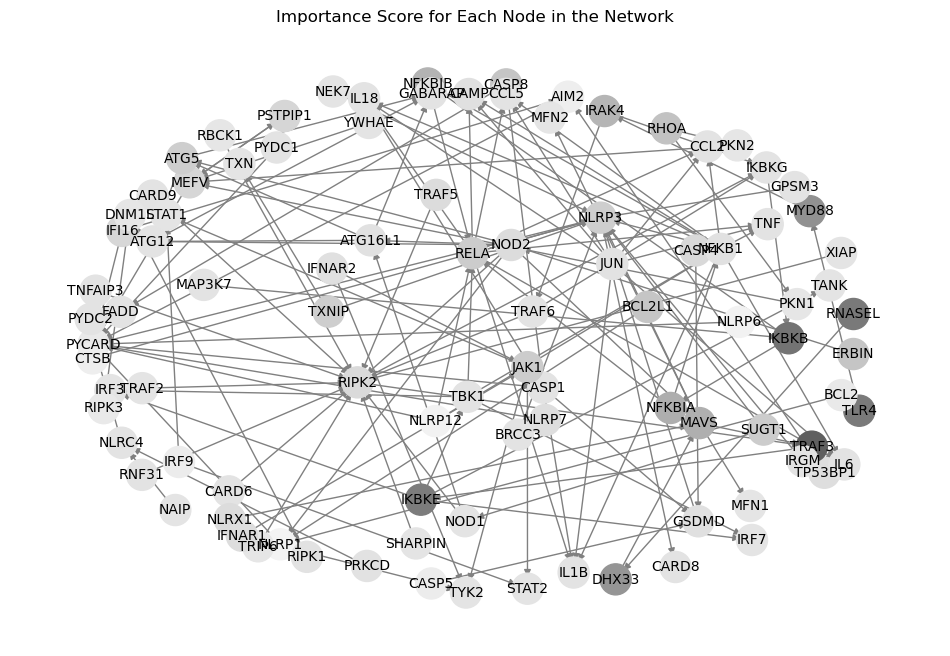 Importance Score for Each Node in the Network
NFKBIB
CASP8
NEK7
IL18
GABARAP
CAMP
CCL5
AIM2
IRAK4
PSTPIP1
YWHAE
MFN2
RHOA
RBCK1
PYDC1
CCL2
PKN2
ATG5
TXN
IKBKG
MEFV
GPSM3
CARD9
TRAF5
DNM1L
STAT1
NLRP3
MYD88
TNF
IFI16
ATG12
ATG16L1
NOD2
RELA
CASP4
NFKB1
XIAP
JUN
IFNAR2
MAP3K7
TANK
TNFAIP3
BCL2L1
PKN1
FADD
TXNIP
TRAF6
RNASEL
PYDC2
NLRP6
IKBKB
PYCARD
CTSB
ERBIN
JAK1
RIPK2
IRF3
TRAF2
CASP1
TBK1
BCL2
RIPK3
NFKBIA
TLR4
NLRP12
NLRP7
MAVS
BRCC3
SUGT1
NLRC4
TRAF3
IRF9
IRGM
IL6
RNF31
TP53BP1
CARD6
IKBKE
NAIP
MFN1
NLRX1
NOD1
GSDMD
IFNAR1
IRF7
TRIM6
NLRP1
SHARPIN
RIPK1
PRKCD
IL1B
CARD8
DHX33
CASP5
STAT2
TYK2